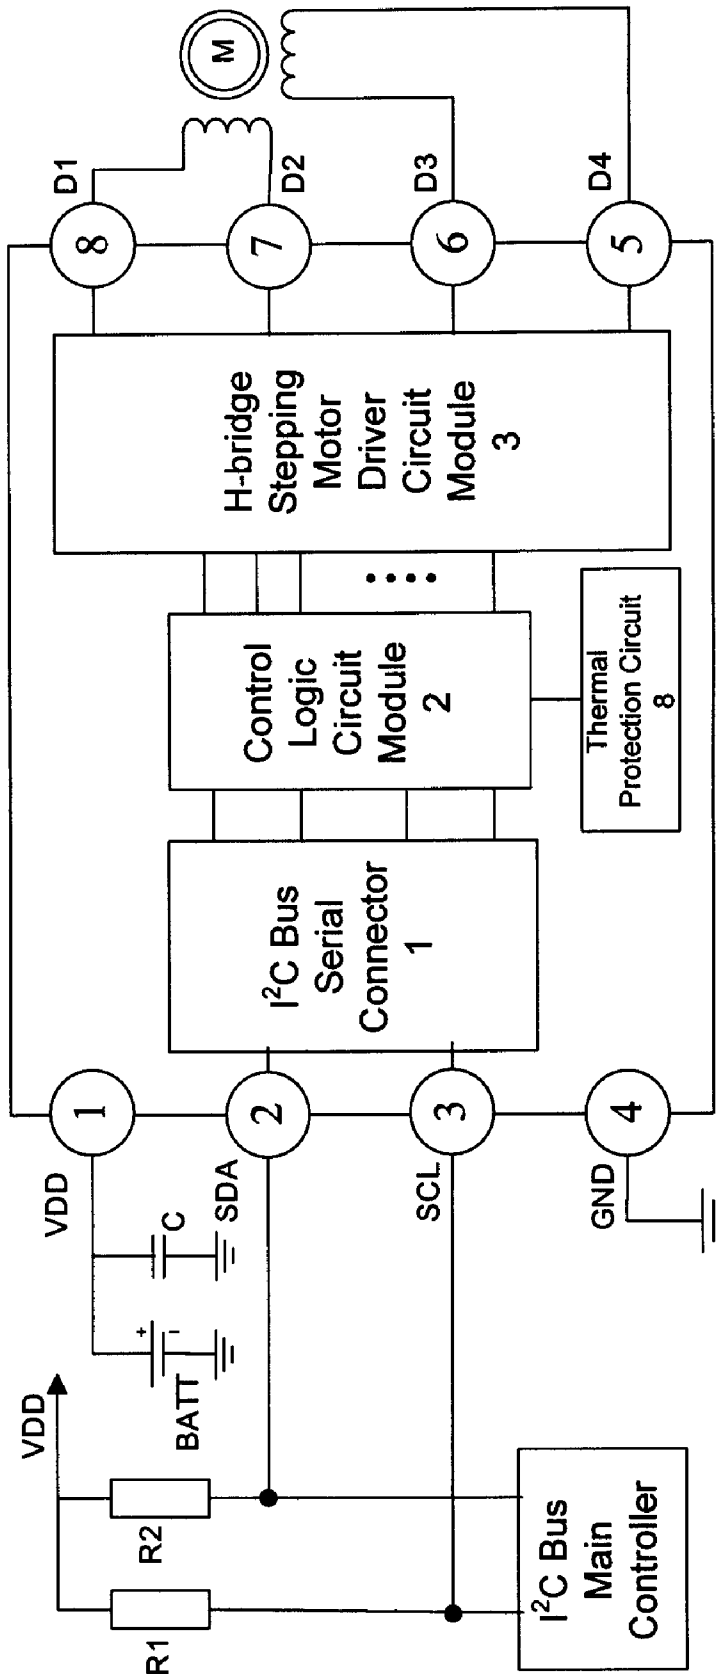 VDD
R1
R2
I²C Bus
Main
Controller
BATT
+
-
C
VDD
SDA
SCL
GND
1
2
3
4
I²C Bus
Serial
Connector
1
Control
Logic
Circuit
Module
2
Thermal
Protection Circuit
8
H-bridge
Stepping
Motor
Driver
Circuit
Module
3
8
7
6
5
D1
D2
D3
D4
M